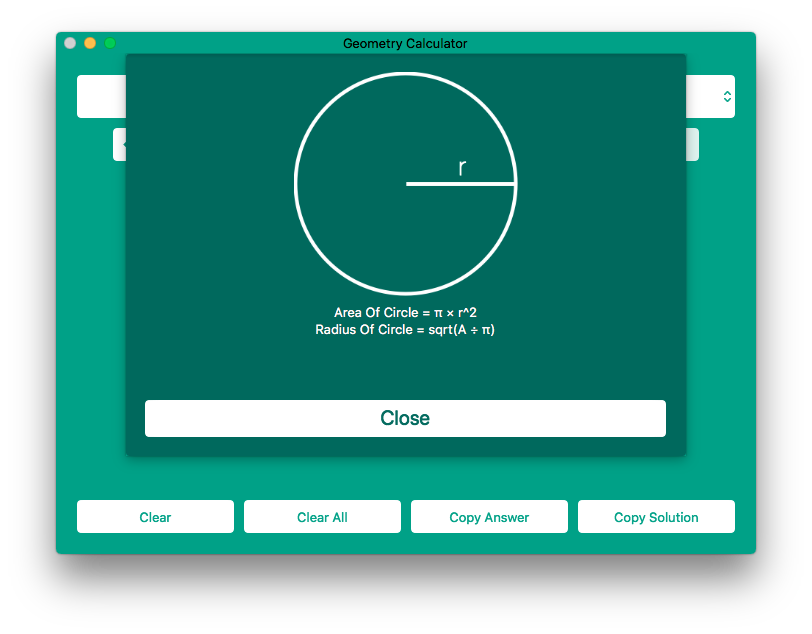 Geometry Calculator
r
Area Of Circle = π × r^2
Radius Of Circle = sqrt(A ÷ π)
Close
Clear
Clear All
Copy Answer
Copy Solution